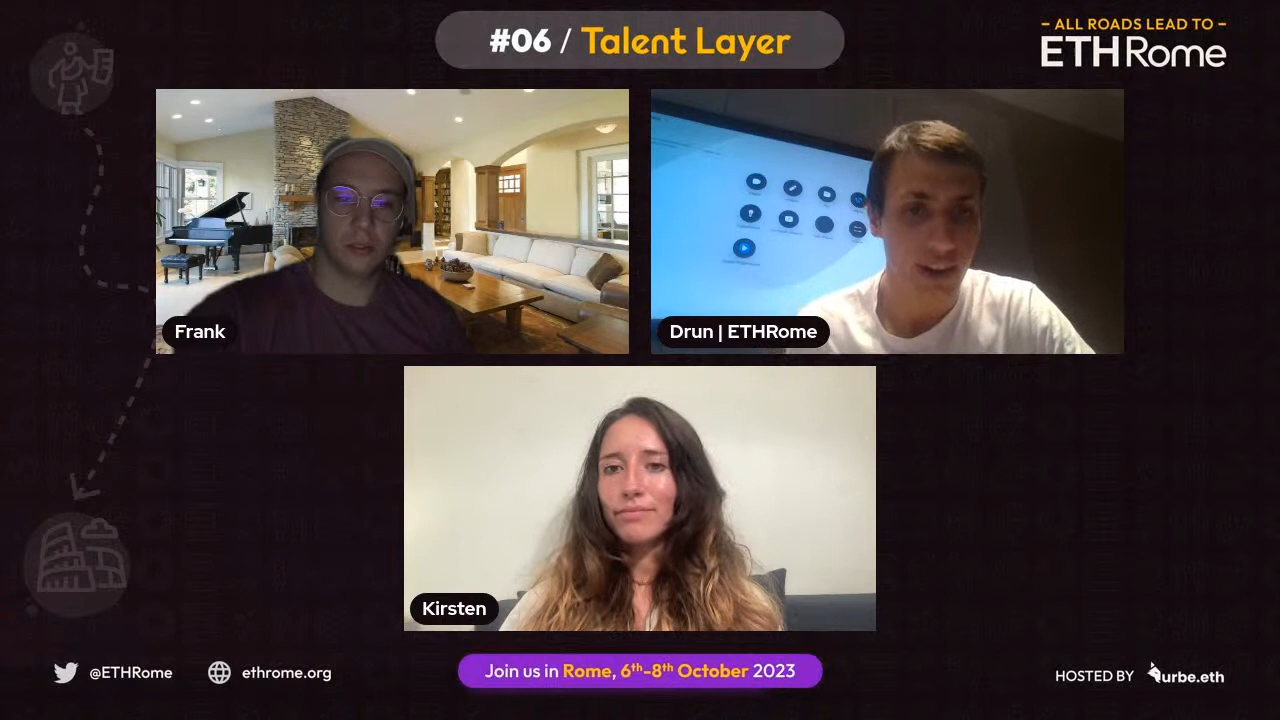 #06 / Talent Layer
- ALL ROADS LEAD TO -
ETHRome
Frank
Drun | ETHRome
Kirsten
@ETHRome
ethrome.org
Join us in Rome, 6th-8th October 2023
HOSTED BY urbe.eth